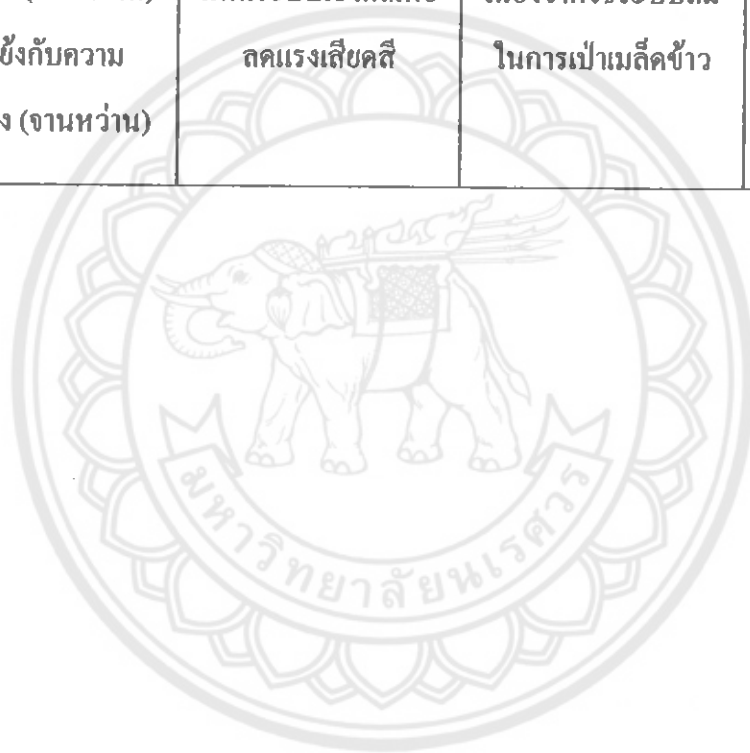 ย้งกับความ
ง (จานหว่าน)
ลดแรงเสียดสี
ในการเป่าเมล็ดข้าว
มหาวิทยาลัยนเรศวร